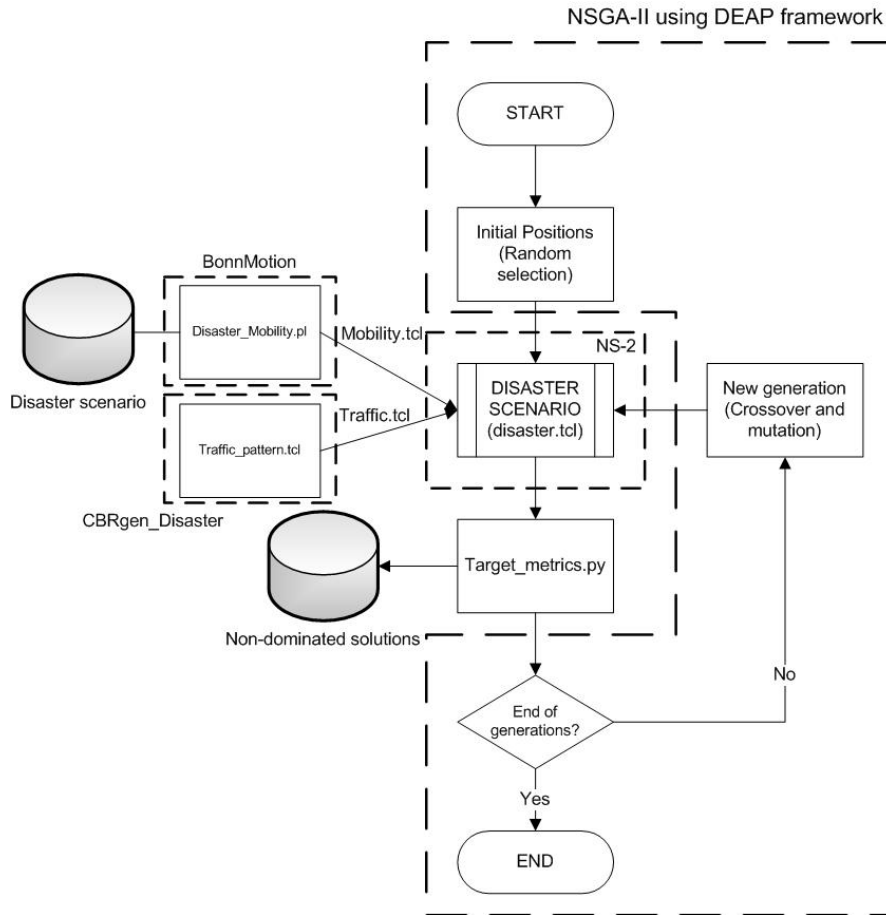 NSGA-II using DEAP framework
START
Initial Positions
(Random
selection)
BonnMotion
Disaster_Mobility.pl
Mobility.tcl
Disaster scenario
NS-2
DISASTER
SCENARIO
(disaster.tcl)
New generation
(Crossover and
mutation)
Traffic.tcl
Traffic_pattern.tcl
CBRgen_Disaster
Target_metrics.py
Non-dominated solutions
No
End of
generations?
Yes
END